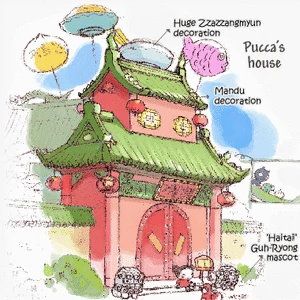 Huge Zzazzangmyun
decoration
Pucca's
house
Mandu
decoration
"Haitai"
Guh-Ryong
mascot